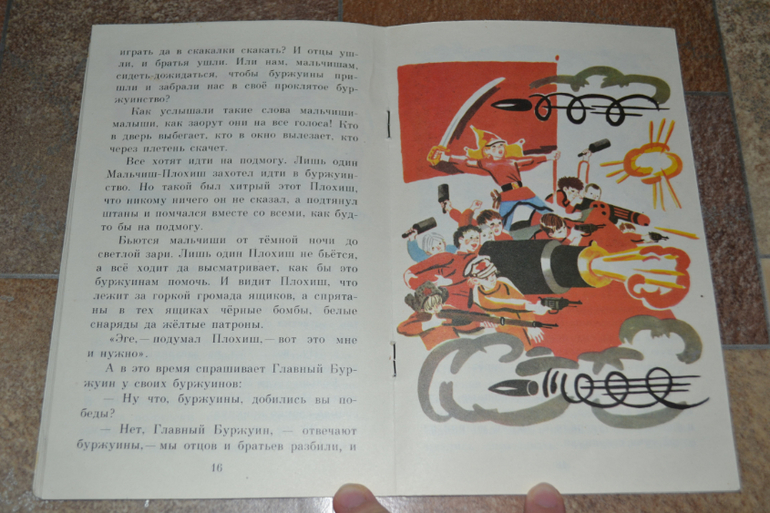 играть да в скакалки скакать? И отцы уш-
ли, и братья ушли. Или нам, мальчишам,
сидеть-дожидаться, чтобы буржуины при-
шли и забрали нас в своё проклятое бур-
жуинство?
Как услышали такие слова мальчиши-
малыши, как заорут они на все голоса! Кто
в дверь выбегает, кто в окно вылезает, кто
через плетень скачет.
Все хотят идти на подмогу. Лишь один
Мальчиш-Плохиш захотел идти в буржуин-
ство. Но такой был хитрый этот Плохиш,
что никому ничего он не сказал, а подтянул
штаны и помчался вместе со всеми, как буд-
то бы на подмогу.
Бьются мальчиши от тёмной ночи до
светлой зари. Лишь один Плохиш не бьётся,
а всё ходит да высматривает, как бы это
буржуинам помочь. И видит Плохиш, что
лежит за горкой громада ящиков, а спрята-
ны в тех ящиках чёрные бомбы, белые
снаряды да жёлтые патроны.
«Эге,— подумал Плохиш,— вот это мне
и нужно».
А в это время спрашивает Главный Бур-
жуин у своих буржуинов:
— Ну что, буржуины, добились вы по-
беды?
— Нет, Главный Буржуин, — отвечают
буржуины,— мы отцов и братьев разбили, и
16